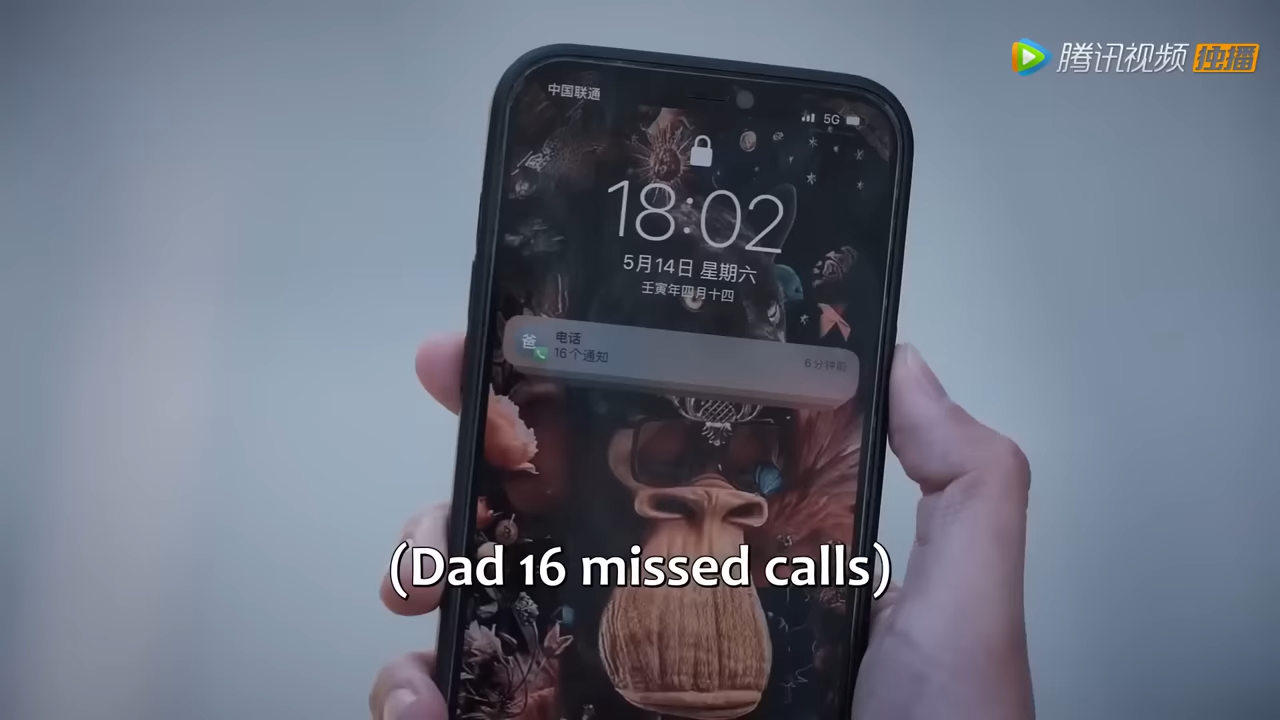 腾讯视频 独播
中国联通
5G
18:02
5月14日 星期六
壬寅年四月十四
爸
电话
16个通知
6分钟前
(Dad 16 missed calls)